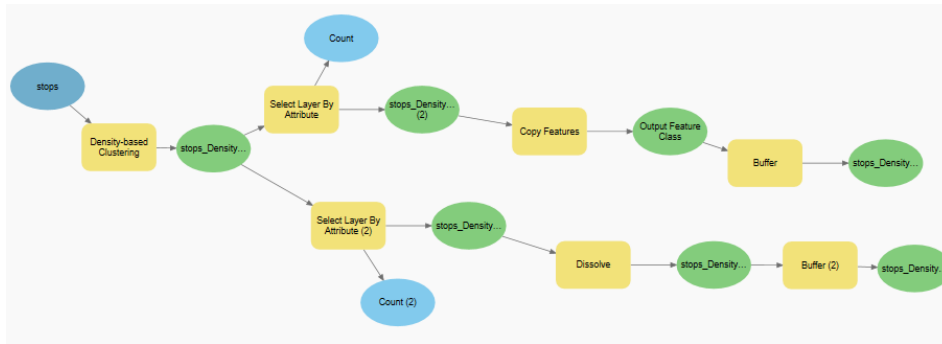 Count
stops
Select Layer By
Attribute
stops_Density...
(2)
Copy Features
Output Feature
Class
Density-based
Clustering
stops_Density...
Buffer
stops_Density...
Select Layer By
Attribute (2)
stops_Density...
Dissolve
stops_Density...
Buffer (2)
stops_Density...
Count (2)